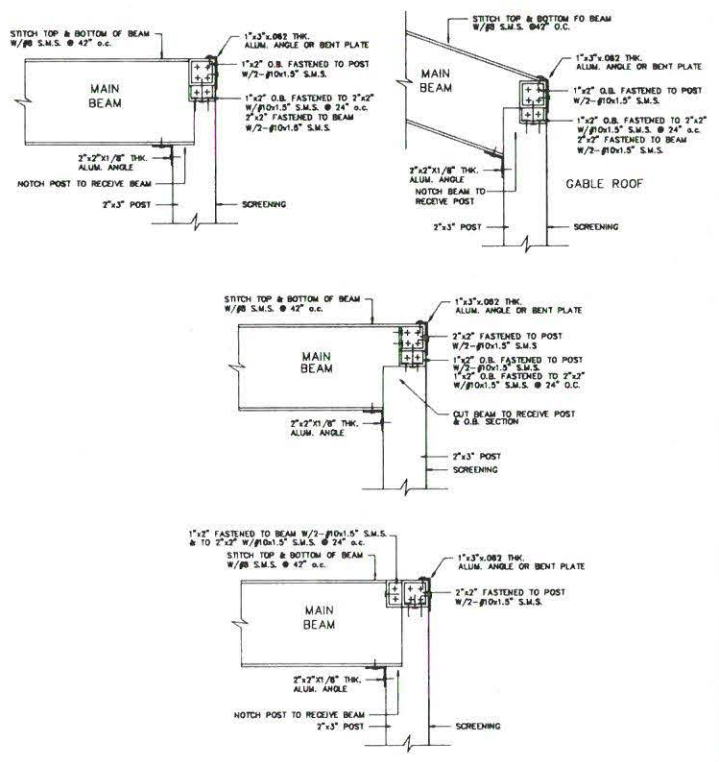 STITCH TOP & BOTTOM OF BEAM
W/#8 S.M.S. @ 42" o.c.
1"x3"x.062 THK.
ALUM. ANGLE OR BENT PLATE
1"x2" O.B. FASTENED TO POST
W/2-#10x1.5" S.M.S.
1"x2" O.B. FASTENED TO 2"x2"
W/#10x1.5" S.M.S. @ 24" o.c.
2"x2" FASTENED TO BEAM
W/2-#10x1.5" S.M.S.
MAIN
BEAM
2"x2"X1/8" THK.
ALUM. ANGLE
NOTCH POST TO RECEIVE BEAM
2"x3" POST
SCREENING
STITCH TOP & BOTTOM FO BEAM
W/#8 S.M.S. @42" O.C.
1"x3"x.062 THK.
ALUM. ANGLE OR BENT PLATE
MAIN
BEAM
1"x2" O.B. FASTENED TO POST
W/2-#10x1.5" S.M.S.
1"x2" O.B. FASTENED TO 2"x2"
W/#10x1.5" S.M.S. @ 24" o.c.
2"x2" FASTENED TO BEAM
W/2-#10x1.5" S.M.S.
2"x2"X1/8" THK.
ALUM. ANGLE
NOTCH BEAM TO
RECEIVE POST
GABLE ROOF
2"x3" POST
SCREENING
STITCH TOP & BOTTOM OF BEAM
W/#8 S.M.S. @ 42" o.c.
1"x3"x.062 THK.
ALUM. ANGLE OR BENT PLATE
2"x2" FASTENED TO POST
W/2-#10x1.5" S.M.S
1"x2" O.B. FASTENED TO POST
W/2-#10x1.5" S.M.S.
1"x2" O.B. FASTENED TO 2"x2"
W/#10x1.5" S.M.S. @ 24" O.C.
MAIN
BEAM
CUT BEAM TO RECEIVE POST
& O.B. SECTION
2"x2"X1/8" THK.
ALUM. ANGLE
2"x3" POST
SCREENING
1"x2" FASTENED TO BEAM W/2-#10x1.5" S.M.S.
& TO 2"x2" W/#10x1.5" S.M.S. @ 24" o.c.
STITCH TOP & BOTTOM OF BEAM
W/#8 S.M.S. @ 42" o.c.
1"x3"x.062 THK.
ALUM. ANGLE OR BENT PLATE
2"x2" FASTENED TO POST
W/2-#10x1.5" S.M.S.
MAIN
BEAM
2"x2"X1/8" THK.
ALUM. ANGLE
NOTCH POST TO RECEIVE BEAM
2"x3" POST
SCREENING